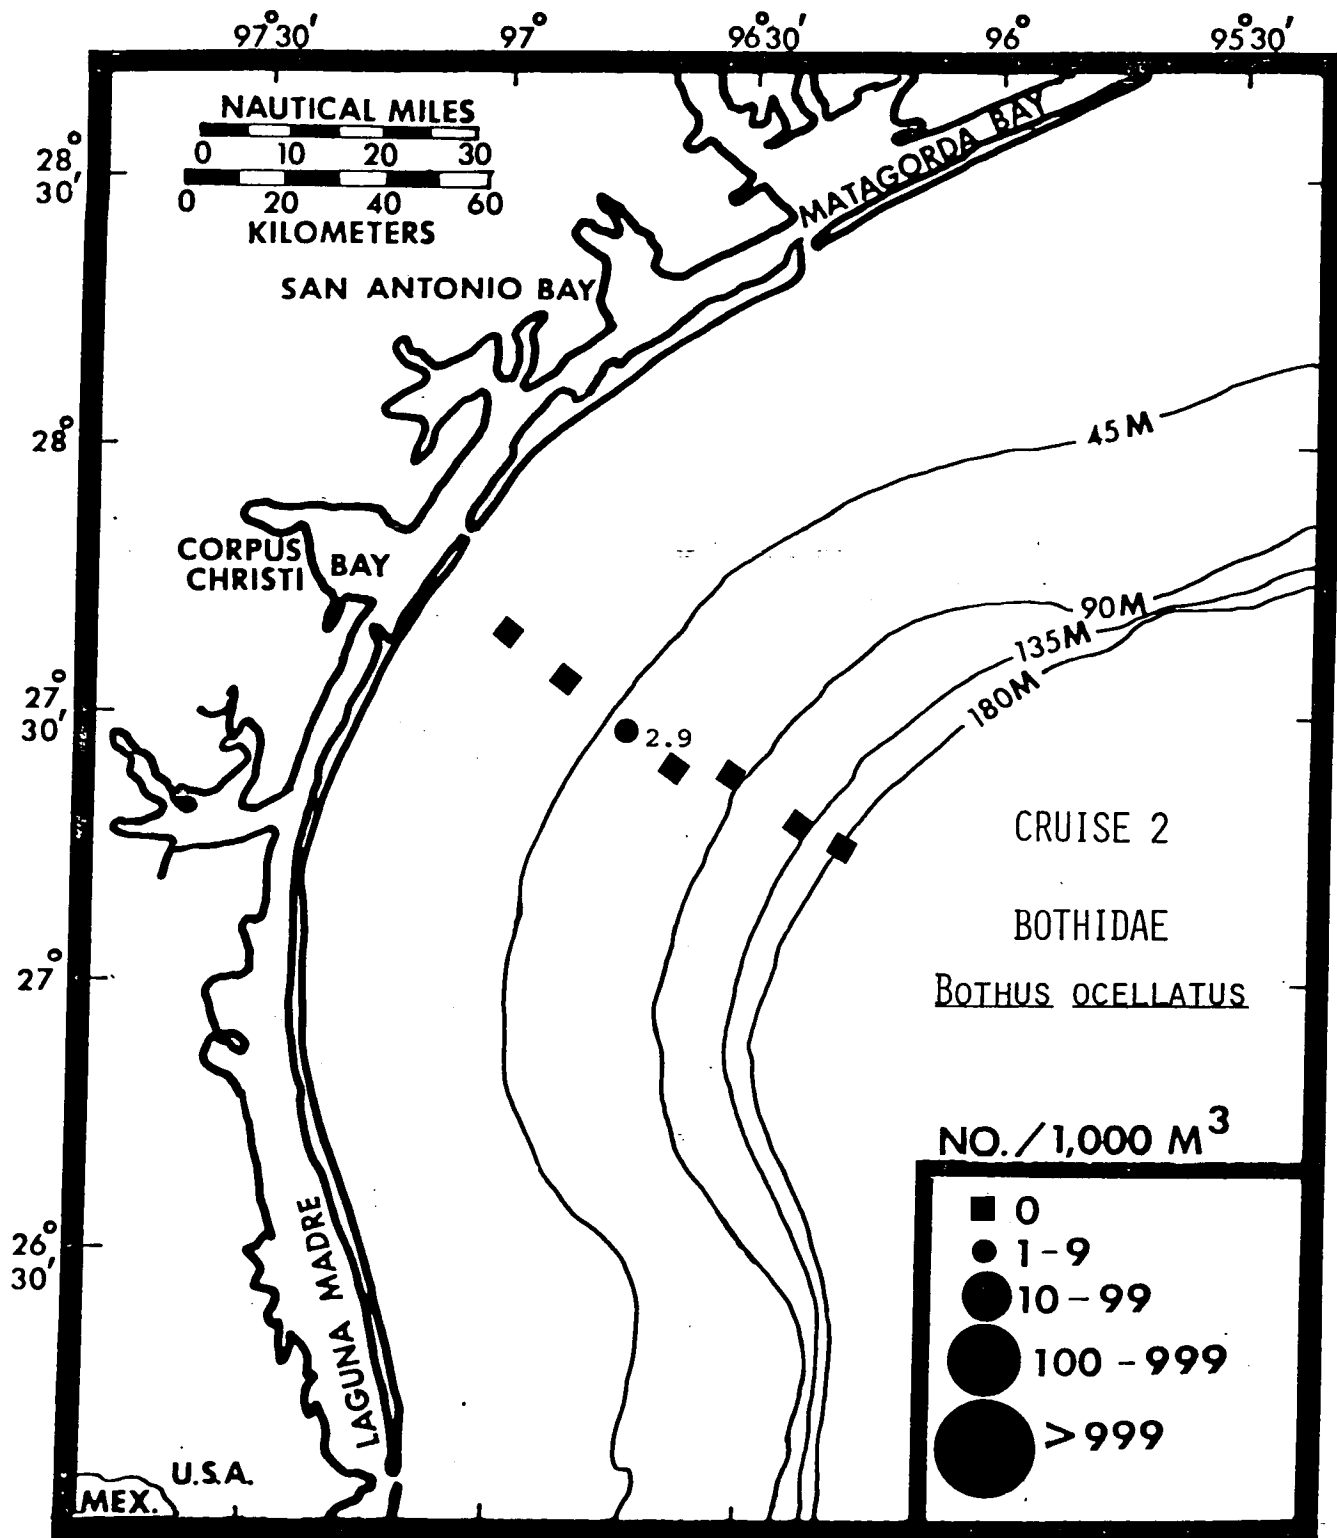 97°30′ 97° 96°30′ 96° 95°30′
NAUTICAL MILES
0 10 20 30
0 20 40 60
KILOMETERS
28°
30′
MATAGORDA BAY
SAN ANTONIO BAY
28°
45M
CORPUS
CHRISTI
BAY
90M
135M
180M
27°
30′
2.9
CRUISE 2
BOTHIDAE
BOTHUS OCELLATUS
27°
NO./1,000 M³
0
1-9
10-99
100-999
>999
26°
30′
LAGUNA MADRE
U.S.A.
MEX.